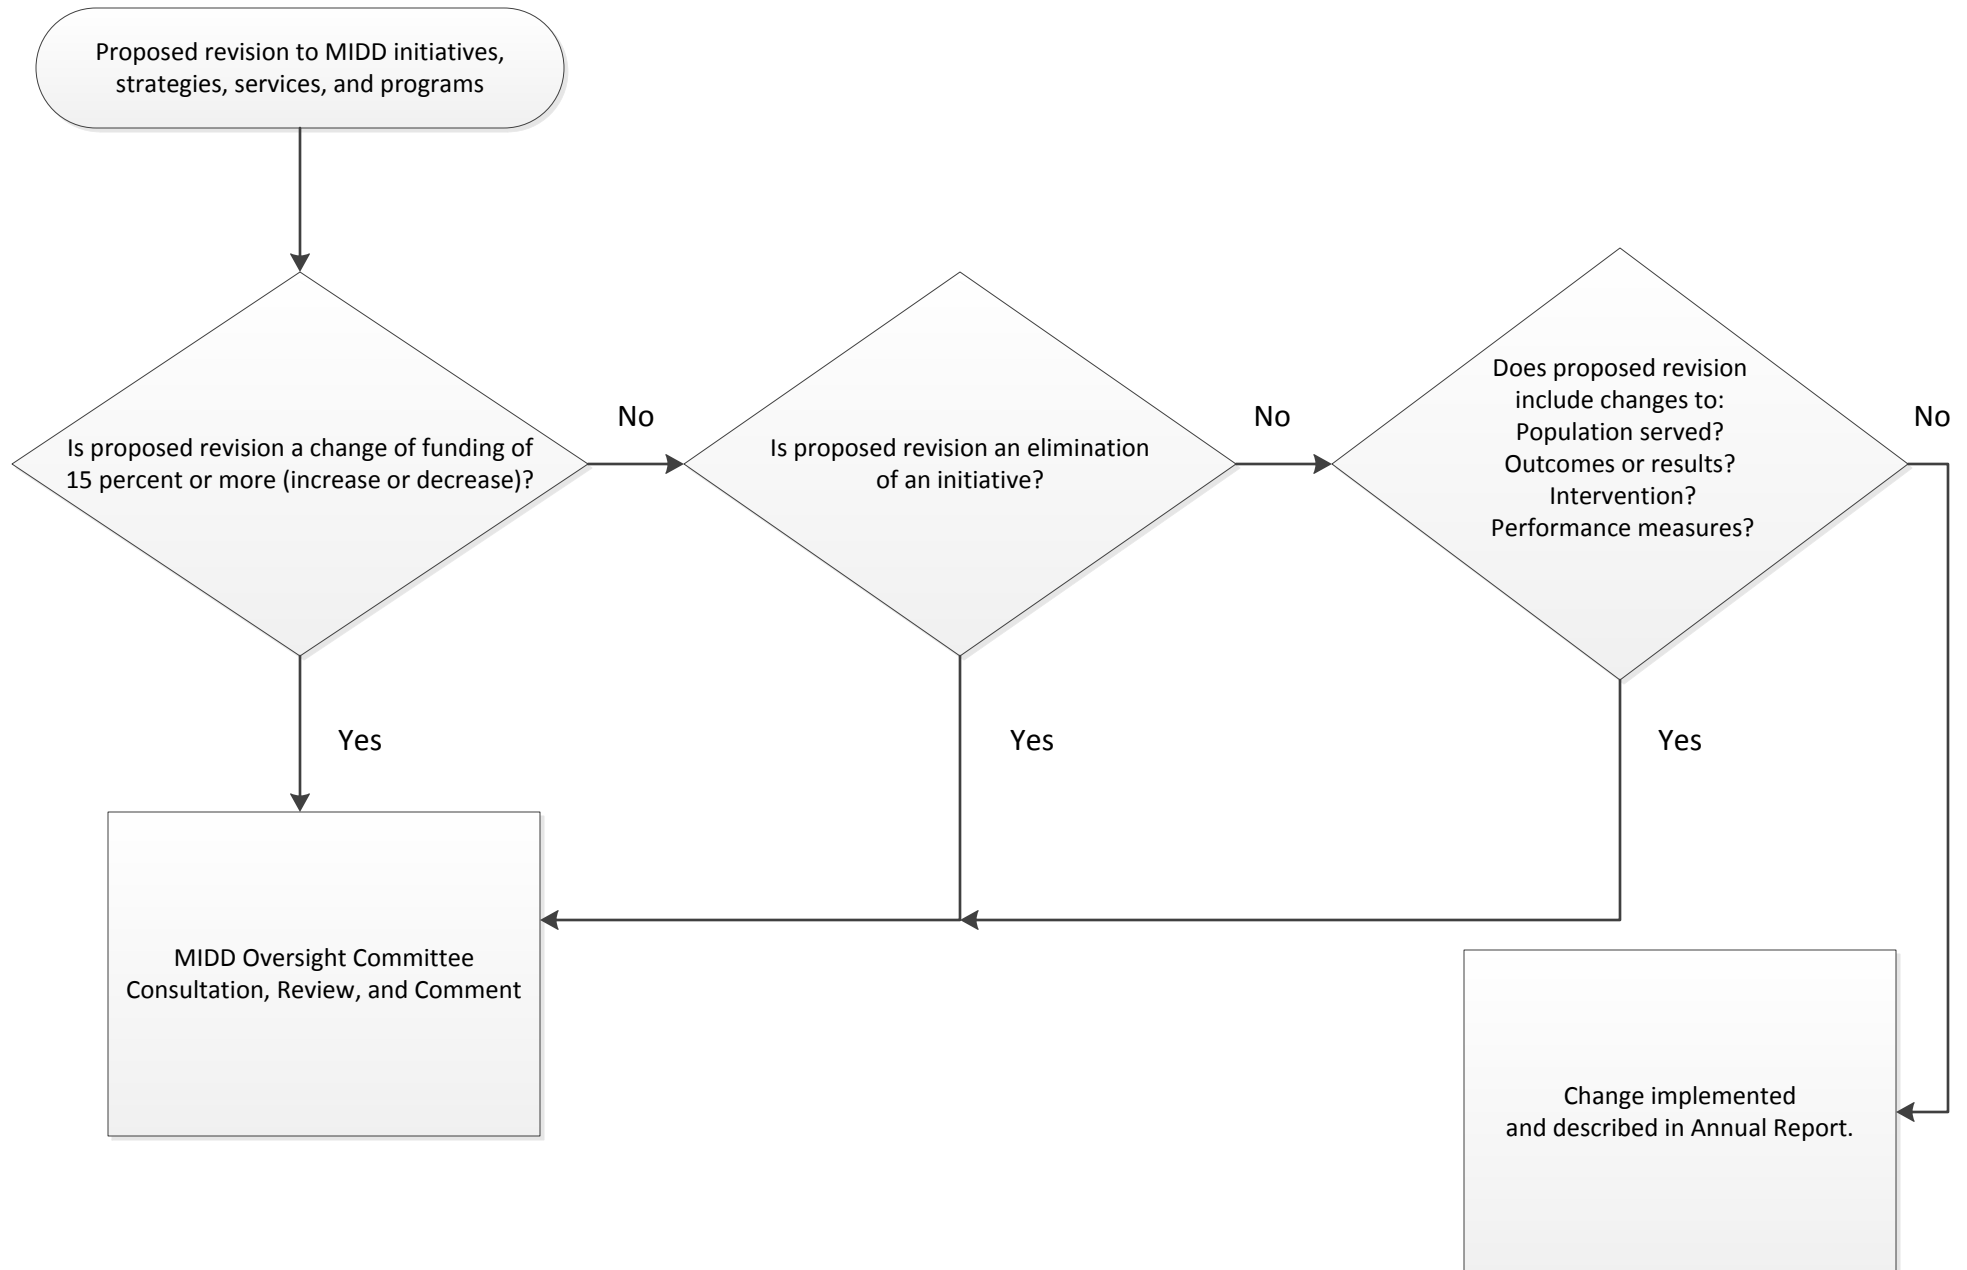 Proposed revision to MIDD initiatives,
strategies, services, and programs
Is proposed revision a change of funding of
15 percent or more (increase or decrease)?
No
Is proposed revision an elimination
of an initiative?
No
Does proposed revision
include changes to:
Population served?
Outcomes or results?
Intervention?
Performance measures?
No
Yes
Yes
Yes
MIDD Oversight Committee
Consultation, Review, and Comment
Change implemented
and described in Annual Report.